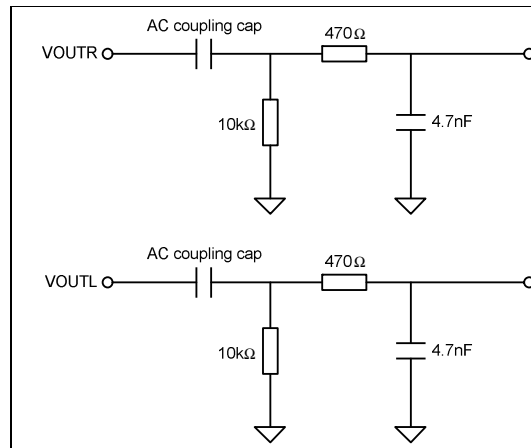 AC coupling cap
470Ω
VOUTR
10kΩ
4.7nF
AC coupling cap
470Ω
VOUTL
10kΩ
4.7nF